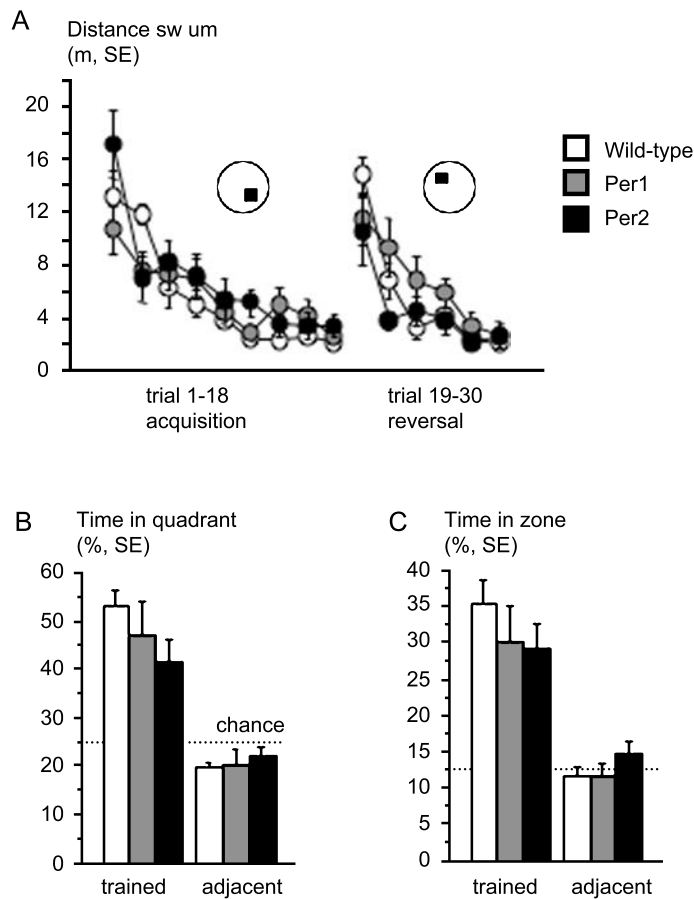 A
Distance sw um
(m, SE)
20
16
12
8
4
0
trial 1-18
acquisition
trial 19-30
reversal
Wild-type
Per1
Per2
B
Time in quadrant
(%, SE)
60
50
40
30
20
10
0
chance
trained
adjacent
C
Time in zone
(%, SE)
40
35
30
25
20
15
10
5
0
trained
adjacent